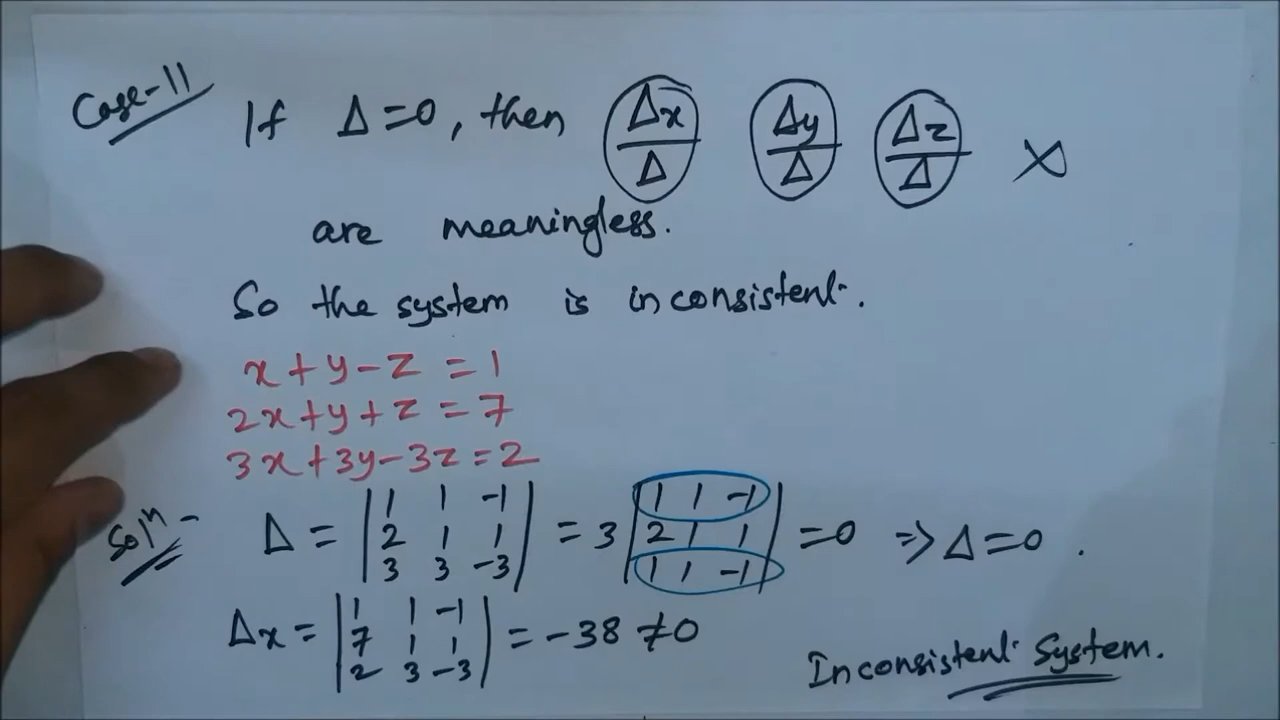 Case-II
If Δ=0, then Δx/Δ Δy/Δ Δz/Δ ×
are meaningless.
So the system is inconsistent.
x+y-z=1
2x+y+z=7
3x+3y-3z=2
Solⁿ- Δ = |1 1 -1; 2 1 1; 3 3 -3| = 3 |1 1 -1; 2 1 1; 1 1 -1| =0 ⇒ Δ=0.
Δx = |1 1 -1; 7 1 1; 2 3 -3| = -38 ≠0
Inconsistent System.